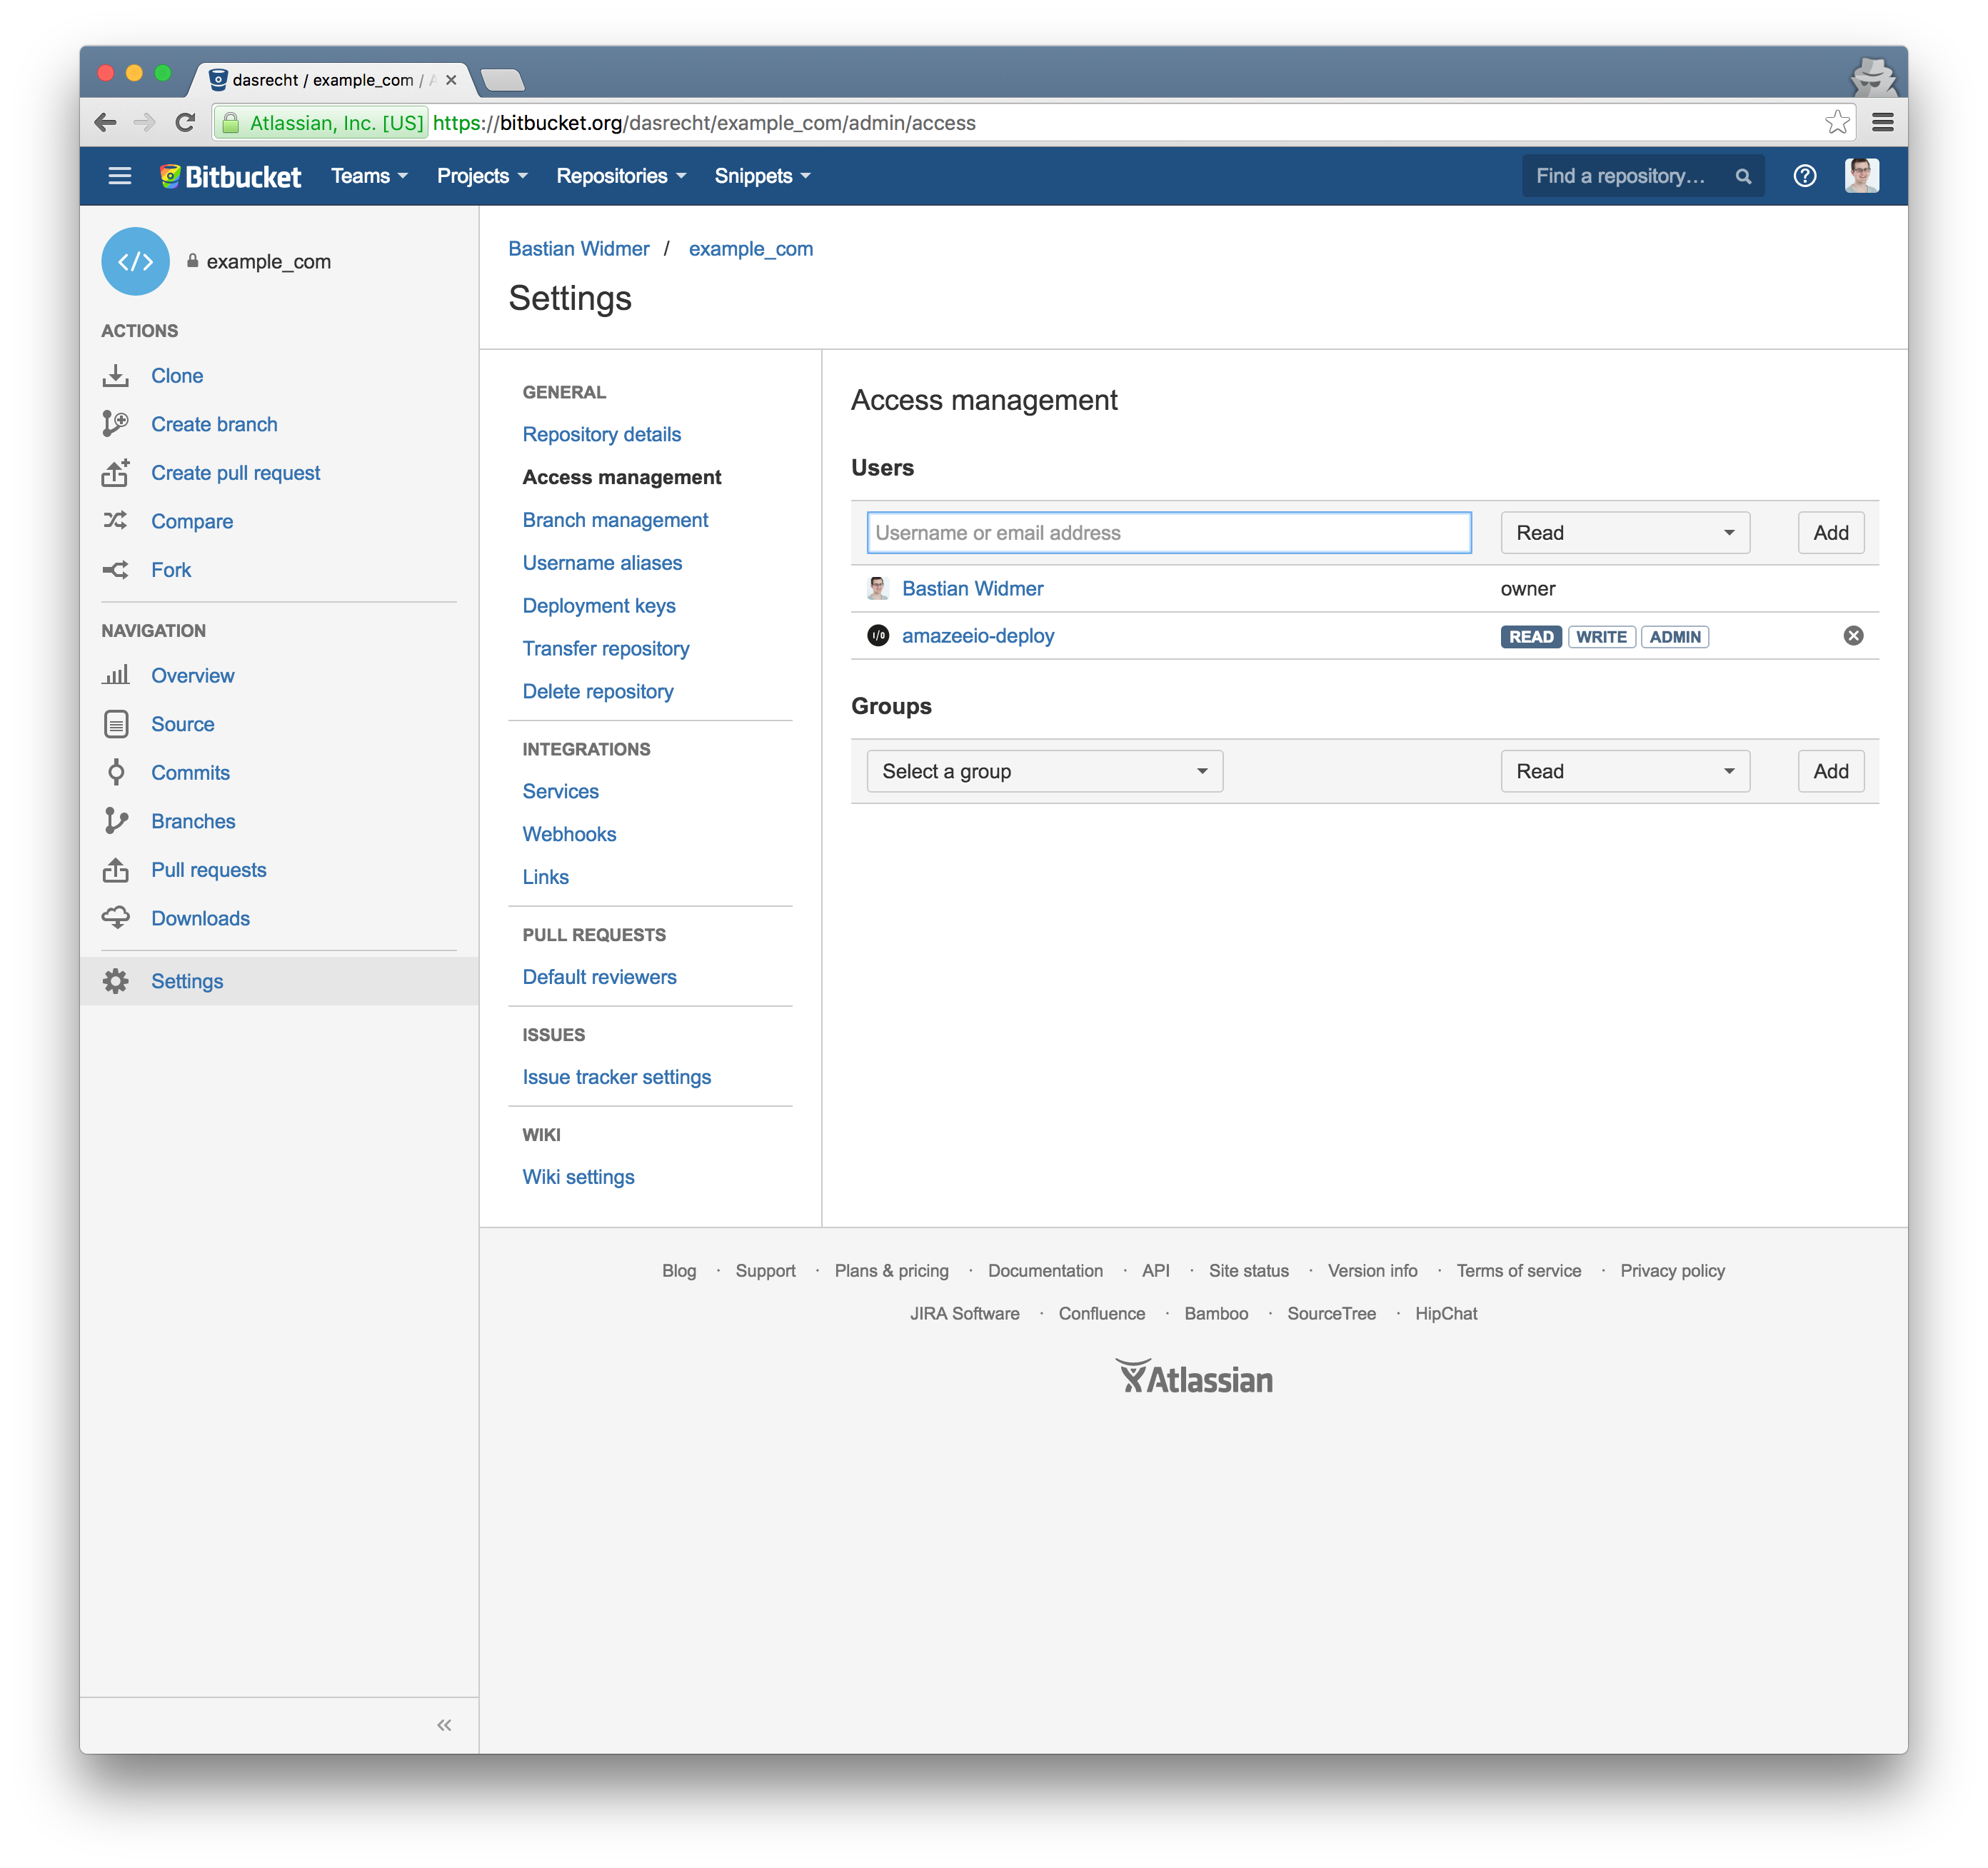 dasrecht / example_com /
Atlassian, Inc. [US] https://bitbucket.org/dasrecht/example_com/admin/access
Bitbucket Teams Projects Repositories Snippets Find a repository...
example_com
ACTIONS
Clone
Create branch
Create pull request
Compare
Fork
NAVIGATION
Overview
Source
Commits
Branches
Pull requests
Downloads
Settings
Bastian Widmer / example_com
Settings
GENERAL
Repository details
Access management
Branch management
Username aliases
Deployment keys
Transfer repository
Delete repository
INTEGRATIONS
Services
Webhooks
Links
PULL REQUESTS
Default reviewers
ISSUES
Issue tracker settings
WIKI
Wiki settings
Access management
Users
Username or email address Read Add
Bastian Widmer owner
I/O amazeeio-deploy READ WRITE ADMIN
Groups
Select a group Read Add
Blog · Support · Plans & pricing · Documentation · API · Site status · Version info · Terms of service · Privacy policy
JIRA Software · Confluence · Bamboo · SourceTree · HipChat
Atlassian